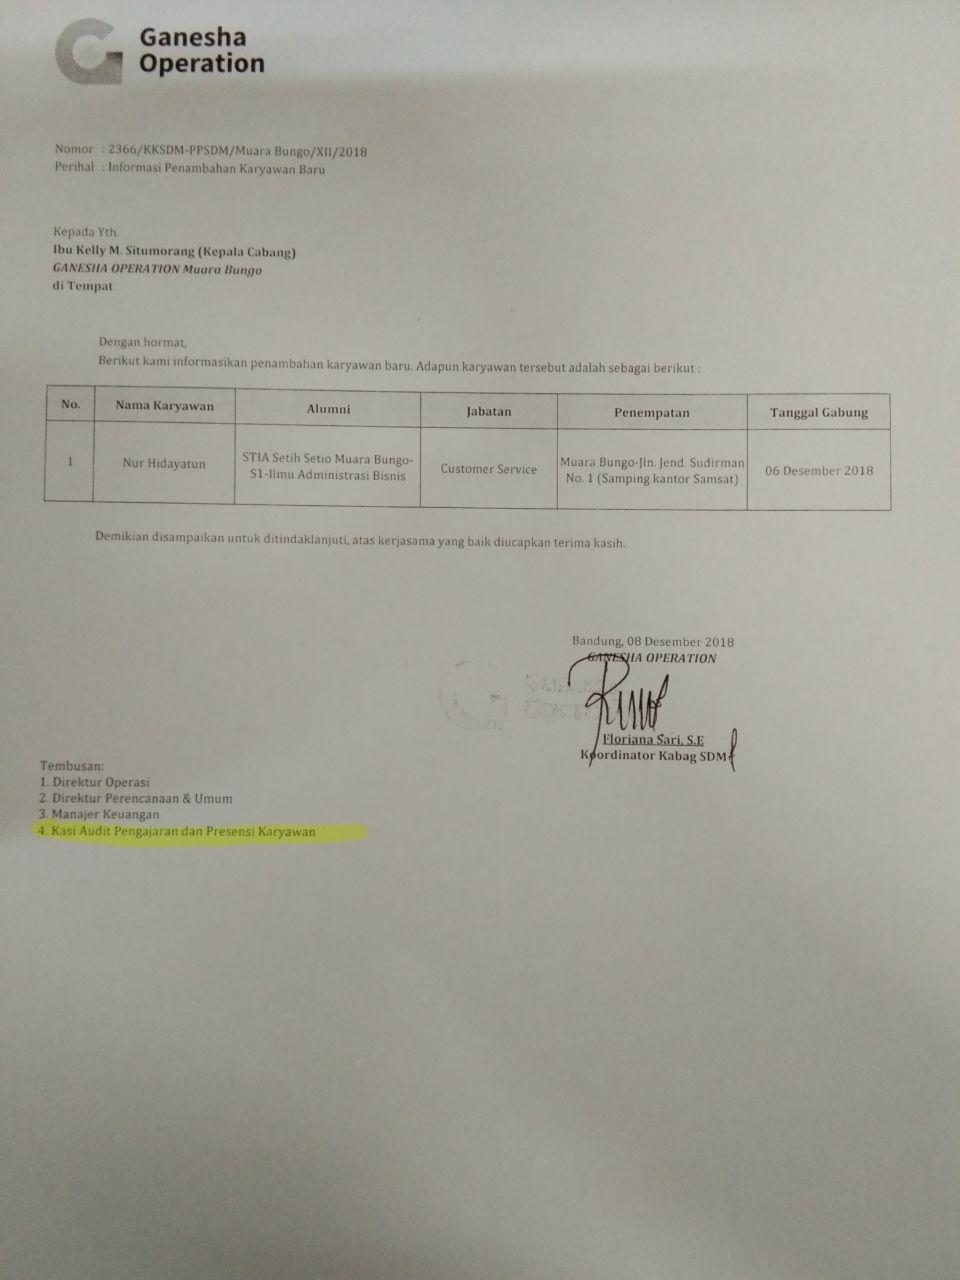 Ganesha
Operation
Nomor : 2366/KKSDM-PPSDM/Muara Bungo/XII/2018
Perihal : Informasi Penambahan Karyawan Baru
Kepada Yth.
Ibu Kelly M. Situmorang (Kepala Cabang)
GANESHA OPERATION Muara Bungo
di Tempat
Dengan hormat,
Berikut kami informasikan penambahan karyawan baru. Adapun karyawan tersebut adalah sebagai berikut :
No. Nama Karyawan Alumni Jabatan Penempatan Tanggal Gabung
1 Nur Hidayatun STIA Setih Setio Muara Bungo- Customer Service Muara Bungo-Jln. Jend. Sudirman 06 Desember 2018
S1-Ilmu Administrasi Bisnis No. 1 (Samping kantor Samsat)
Demikian disampaikan untuk ditindaklanjuti, atas kerjasama yang baik diucapkan terima kasih.
Bandung, 08 Desember 2018
GANESHA OPERATION
Floriana Sari, S.E
Koordinator Kabag SDM
Tembusan:
1. Direktur Operasi
2. Direktur Perencanaan & Umum
3. Manajer Keuangan
4. Kasi Audit Pengajaran dan Presensi Karyawan